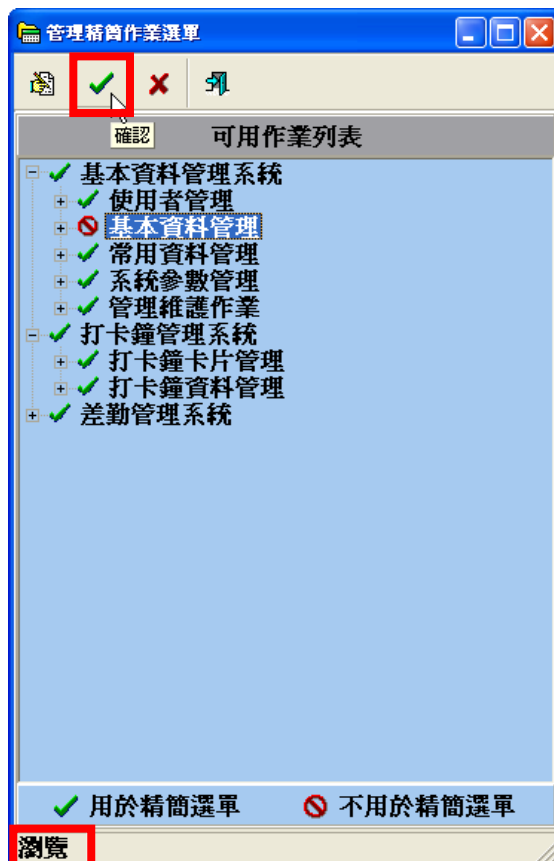 管理精簡作業選單
確認
可用作業列表
基本資料管理系統
使用者管理
基本資料管理
常用資料管理
系統參數管理
管理維護作業
打卡鐘管理系統
打卡鐘卡片管理
打卡鐘資料管理
差勤管理系統
用於精簡選單 不用於精簡選單
瀏覽